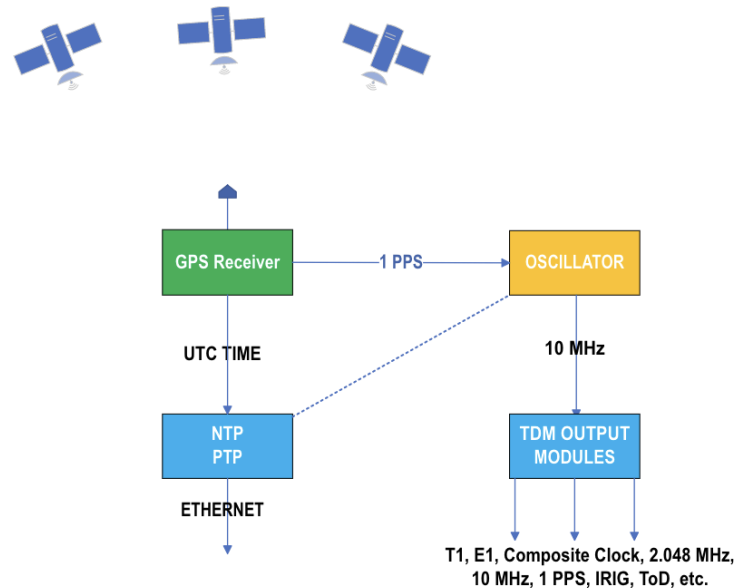 GPS Receiver
1 PPS
OSCILLATOR
UTC TIME
10 MHz
NTP
PTP
TDM OUTPUT
MODULES
ETHERNET
T1, E1, Composite Clock, 2.048 MHz,
10 MHz, 1 PPS, IRIG, ToD, etc.